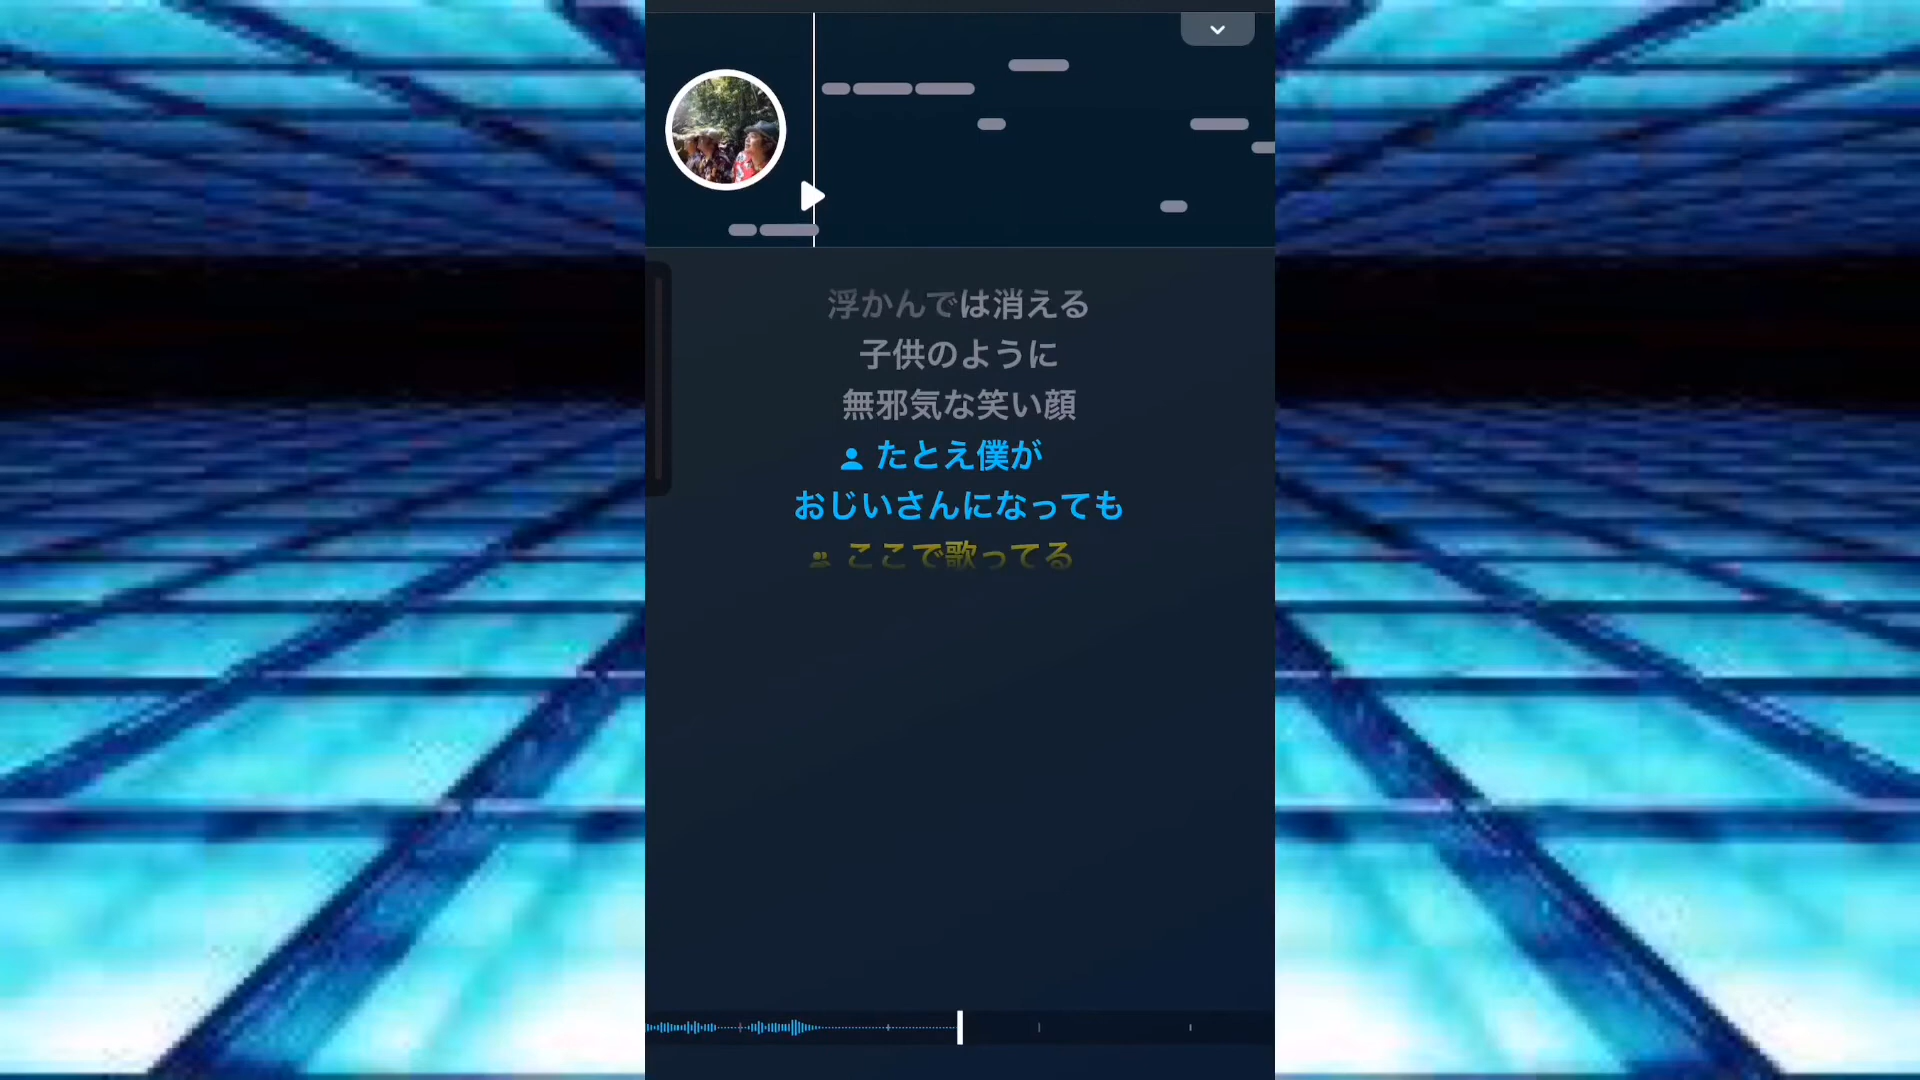 浮かんでは消える
子供のように
無邪気な笑い顔
たとえ僕が
おじいさんになっても
ここで歌ってる